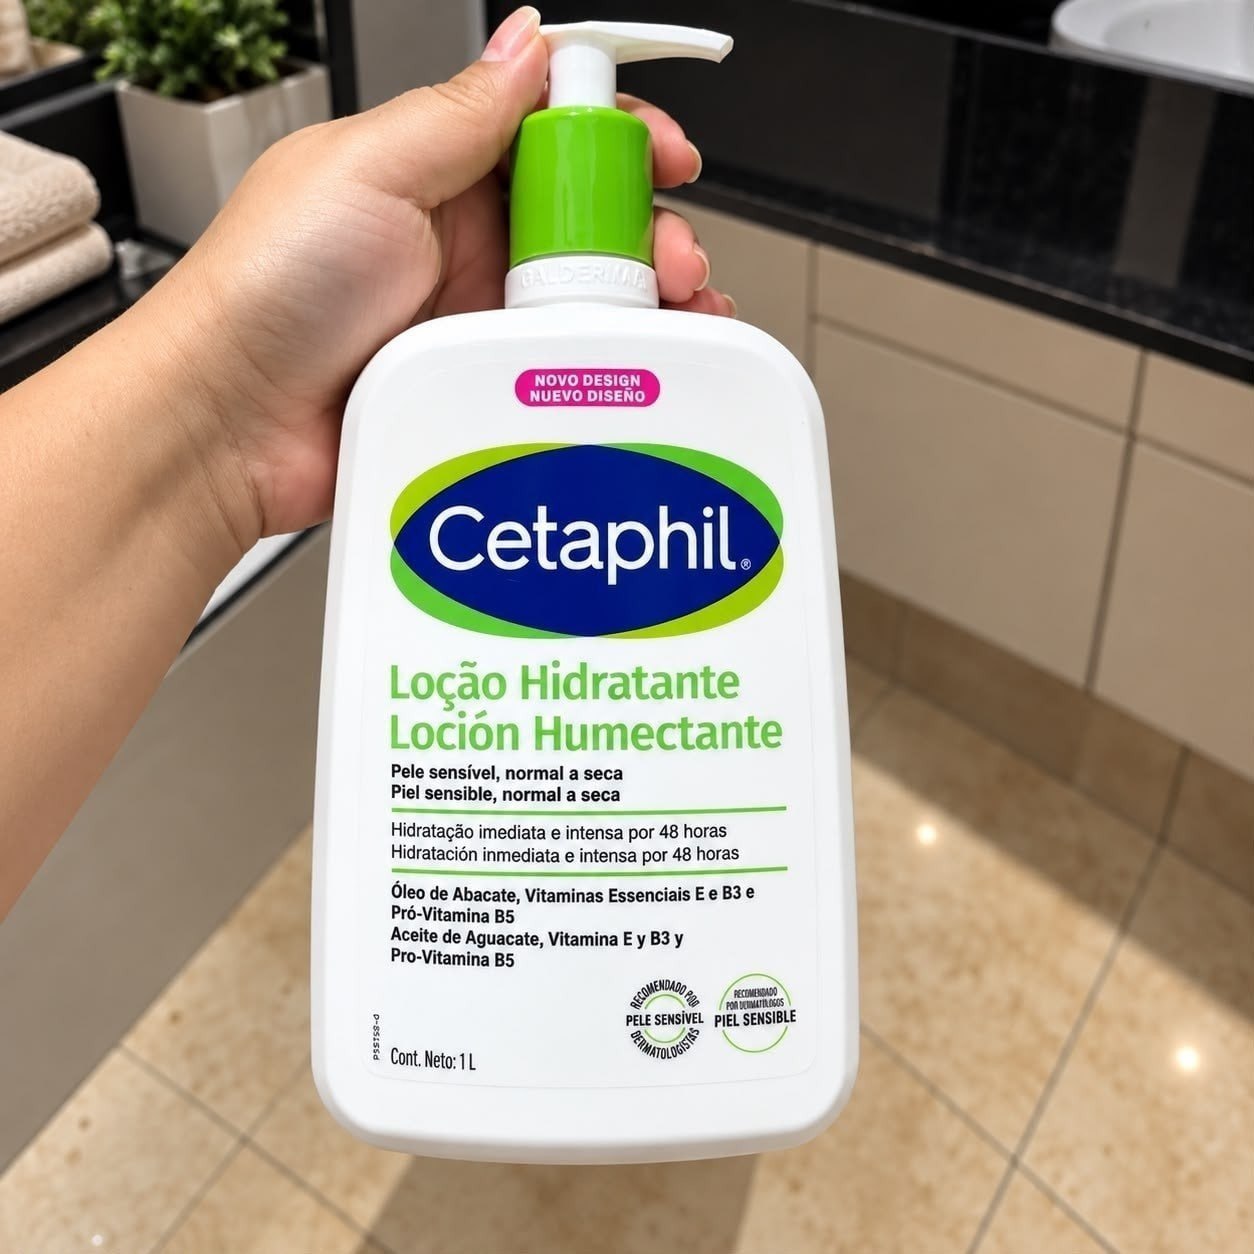 GALDERMA
NOVO DESIGN
NUEVO DISEÑO
Cetaphil®
Loção Hidratante
Loción Humectante
Pele sensível, normal a seca
Piel sensible, normal a seca
Hidratação imediata e intensa por 48 horas
Hidratación inmediata e intensa por 48 horas
Óleo de Abacate, Vitaminas Essenciais E e B3 e
Pró-Vitamina B5
Aceite de Aguacate, Vitamina E y B3 y
Pro-Vitamina B5
RECOMENDADO POR
PELE SENSÍVEL
DERMATOLOGISTAS
RECOMENDADO
POR DERMATÓLOGOS
PIEL SENSIBLE
Cont. Neto: 1 L